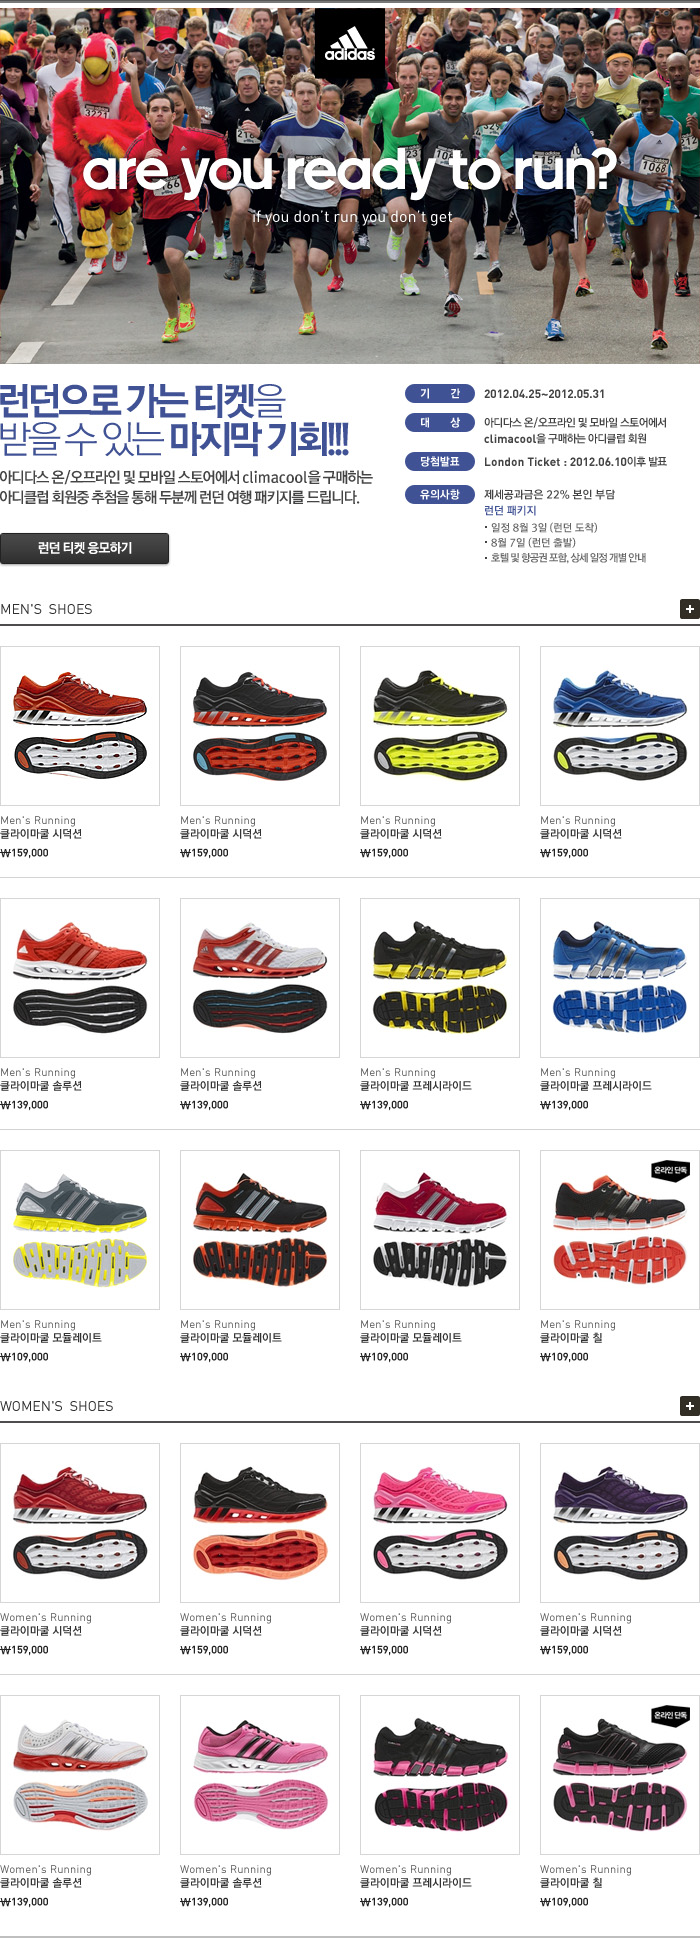 adidas
are you ready to run?
if you don't run you don't get
런던으로 가는 티켓을
받을 수 있는 마지막 기회!!!
아디다스 온/오프라인 및 모바일 스토어에서 climacool을 구매하는
아디클럽 회원중 추첨을 통해 두분께 런던 여행 패키지를 드립니다.
런던 티켓 응모하기
기 간 2012.04.25~2012.05.31
대 상 아디다스 온/오프라인 및 모바일 스토어에서
climacool을 구매하는 아디클럽 회원
당첨발표 London Ticket : 2012.06.10이후 발표
유의사항 제세공과금은 22% 본인 부담
런던 패키지
· 일정 8월 3일 (런던 도착)
· 8월 7일 (런던 출발)
· 호텔 및 항공권 포함, 상세 일정 개별 안내
MEN'S SHOES +
Men's Running Men's Running Men's Running Men's Running
클라이마쿨 시덕션 클라이마쿨 시덕션 클라이마쿨 시덕션 클라이마쿨 시덕션
₩159,000 ₩159,000 ₩159,000 ₩159,000
Men's Running Men's Running Men's Running Men's Running
클라이마쿨 솔루션 클라이마쿨 솔루션 클라이마쿨 프레시라이드 클라이마쿨 프레시라이드
₩139,000 ₩139,000 ₩139,000 ₩139,000
온라인 단독
Men's Running Men's Running Men's Running Men's Running
클라이마쿨 모듈레이트 클라이마쿨 모듈레이트 클라이마쿨 모듈레이트 클라이마쿨 칠
₩109,000 ₩109,000 ₩109,000 ₩109,000
WOMEN'S SHOES +
Women's Running Women's Running Women's Running Women's Running
클라이마쿨 시덕션 클라이마쿨 시덕션 클라이마쿨 시덕션 클라이마쿨 시덕션
₩159,000 ₩159,000 ₩159,000 ₩159,000
온라인 단독
Women's Running Women's Running Women's Running Women's Running
클라이마쿨 솔루션 클라이마쿨 솔루션 클라이마쿨 프레시라이드 클라이마쿨 칠
₩139,000 ₩139,000 ₩139,000 ₩109,000